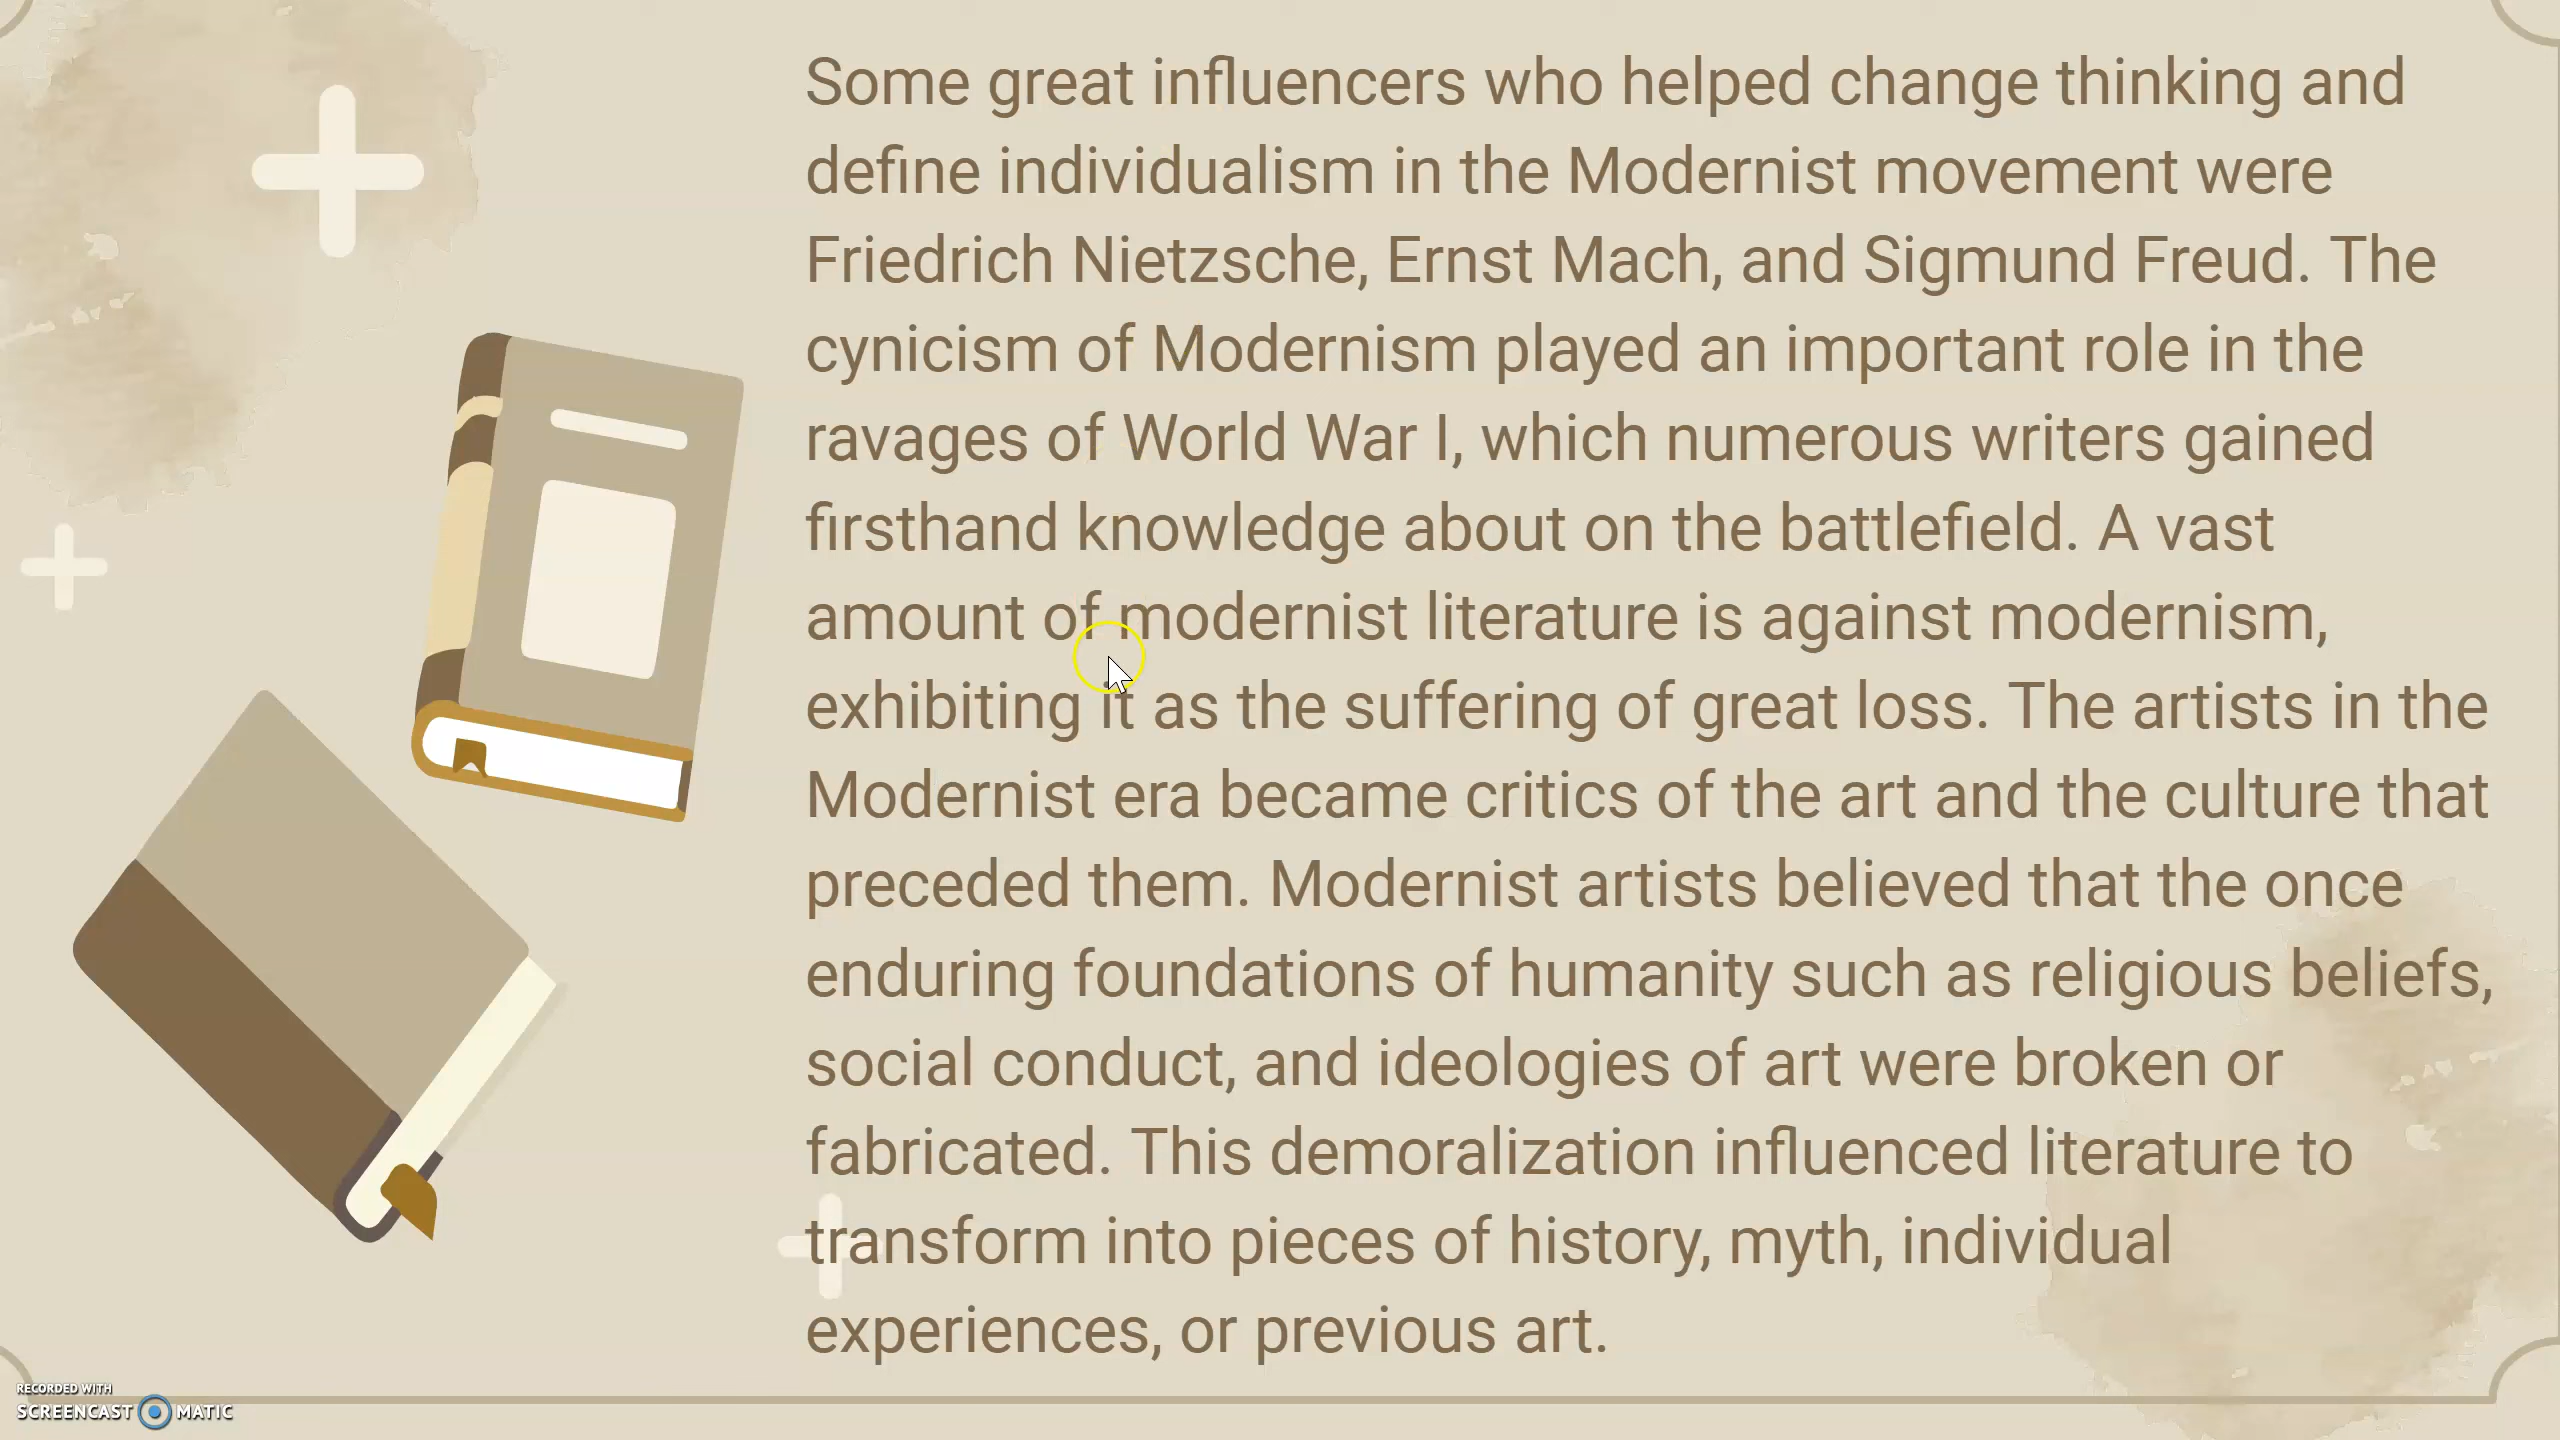 Some great influencers who helped change thinking and
define individualism in the Modernist movement were
Friedrich Nietzsche, Ernst Mach, and Sigmund Freud. The
cynicism of Modernism played an important role in the
ravages of World War I, which numerous writers gained
firsthand knowledge about on the battlefield. A vast
amount of modernist literature is against modernism,
exhibiting it as the suffering of great loss. The artists in the
Modernist era became critics of the art and the culture that
preceded them. Modernist artists believed that the once
enduring foundations of humanity such as religious beliefs,
social conduct, and ideologies of art were broken or
fabricated. This demoralization influenced literature to
transform into pieces of history, myth, individual
experiences, or previous art.
RECORDED WITH
SCREENCAST MATIC